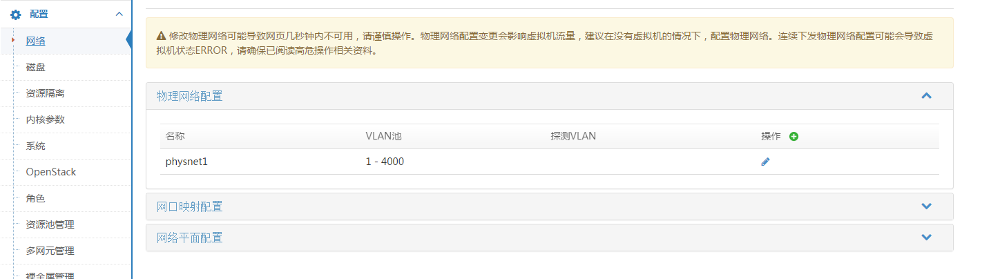 配置
网络
磁盘
资源隔离
内核参数
系统
OpenStack
角色
资源池管理
多网元管理
裸金属管理
修改物理网络可能导致网页几秒钟内不可用，请谨慎操作。物理网络配置变更会影响虚拟机流量，建议在没有虚拟机的情况下，配置物理网络。连续下发物理网络配置可能会导致虚
拟机状态ERROR，请确保已阅读高危操作相关资料。
物理网络配置
名称 VLAN池 探测VLAN 操作
physnet1 1 - 4000
网口映射配置
网络平面配置